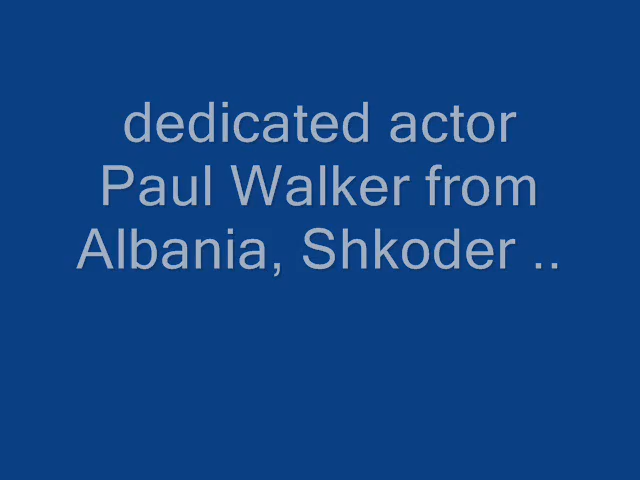 dedicated actor
Paul Walker from
Albania, Shkoder ..